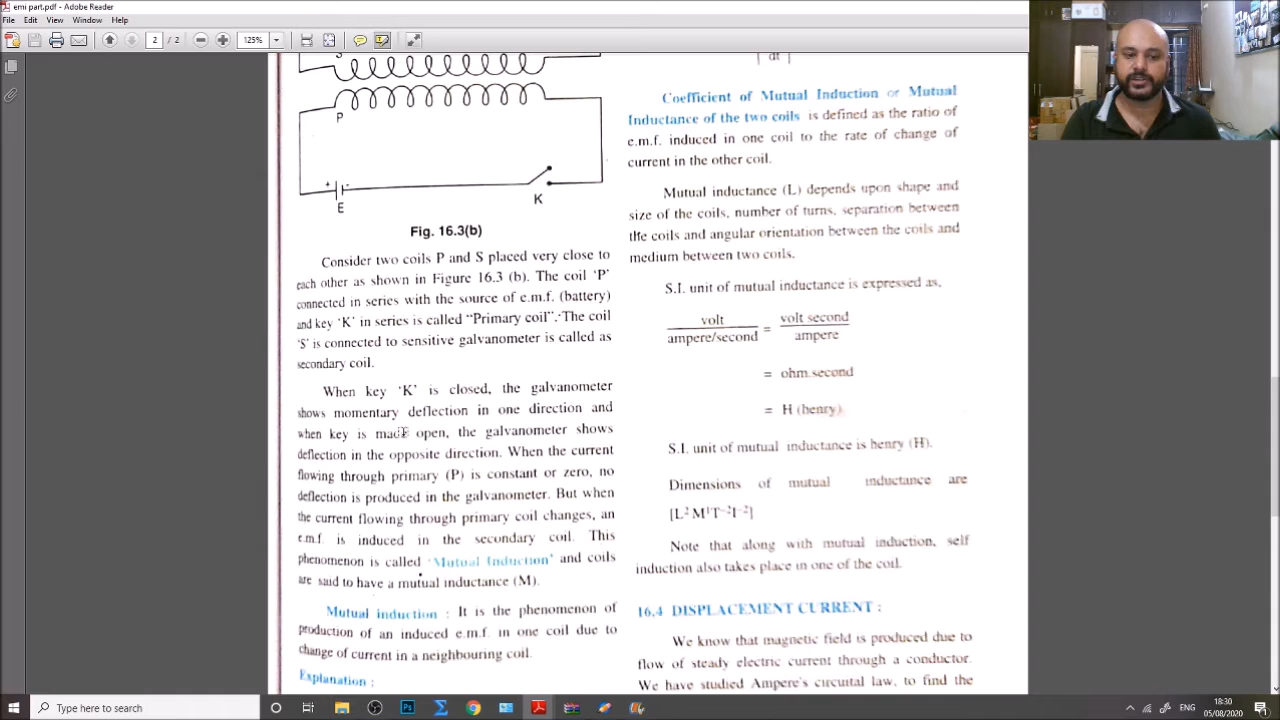 emi part.pdf - Adobe Reader
File Edit View Window Help
2 / 2
125%
P
E
K
+ -
Fig. 16.3(b)
Consider two coils P and S placed very close to
each other as shown in Figure 16.3 (b). The coil ‘P’
connected in series with the source of e.m.f. (battery)
and key ‘K’ in series is called “Primary coil”. The coil
‘S’ is connected to sensitive galvanometer is called as
secondary coil.
When key ‘K’ is closed, the galvanometer
shows momentary deflection in one direction and
when key is made open, the galvanometer shows
deflection in the opposite direction. When the current
flowing through primary (P) is constant or zero, no
deflection is produced in the galvanometer. But when
the current flowing through primary coil changes, an
e.m.f. is induced in the secondary coil. This
phenomenon is called ‘Mutual Induction’ and coils
are said to have a mutual inductance (M).
Mutual induction : It is the phenomenon of
production of an induced e.m.f. in one coil due to
change of current in a neighbouring coil.
Explanation :
| dt |
Coefficient of Mutual Induction or Mutual
Inductance of the two coils is defined as the ratio of
e.m.f. induced in one coil to the rate of change of
current in the other coil.
Mutual inductance (L) depends upon shape and
size of the coils, number of turns, separation between
the coils and angular orientation between the coils and
medium between two coils.
S.I. unit of mutual inductance is expressed as,
volt / ampere/second = volt second / ampere
= ohm.second
= H (henry)
S.I. unit of mutual inductance is henry (H).
Dimensions of mutual inductance are
[L² M¹T⁻²I⁻²]
Note that along with mutual induction, self
induction also takes place in one of the coil.
16.4 DISPLACEMENT CURRENT :
We know that magnetic field is produced due to
flow of steady electric current through a conductor.
We have studied Ampere's circuital law, to find the
Type here to search
ENG
18:30
05/08/2020